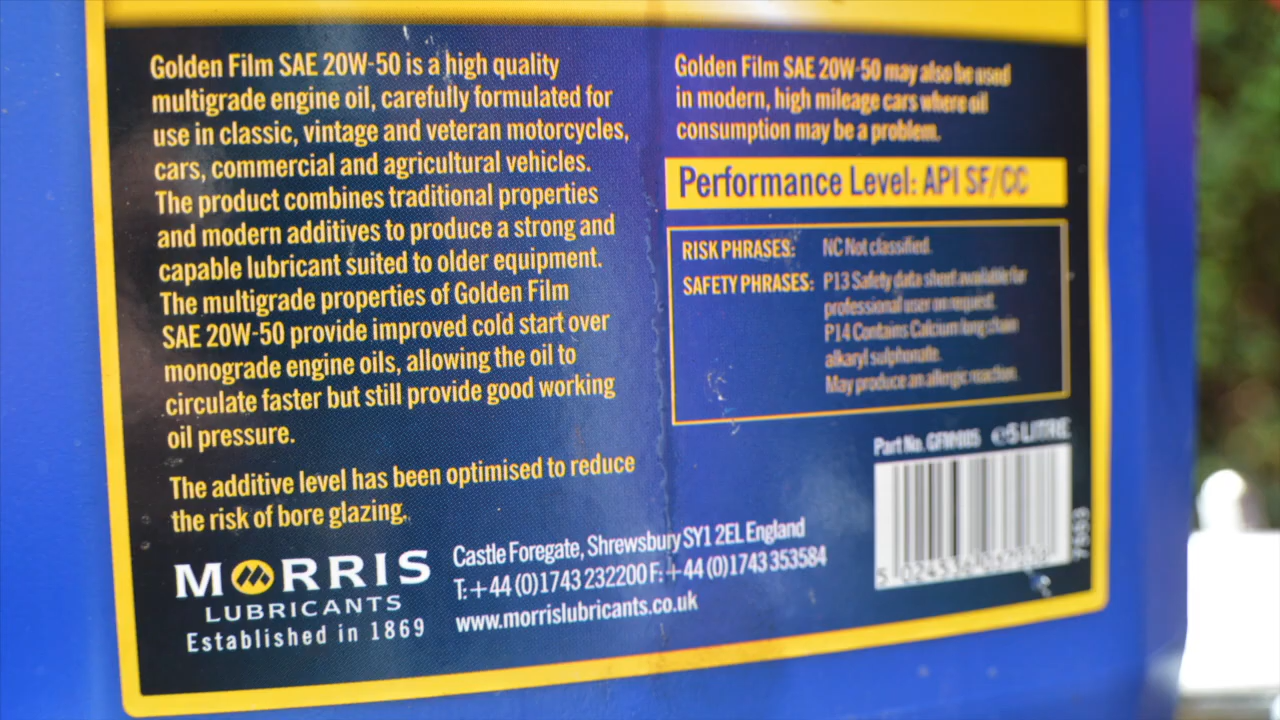 Golden Film SAE 20W-50 is a high quality
multigrade engine oil, carefully formulated for
use in classic, vintage and veteran motorcycles,
cars, commercial and agricultural vehicles.
The product combines traditional properties
and modern additives to produce a strong and
capable lubricant suited to older equipment.
The multigrade properties of Golden Film
SAE 20W-50 provide improved cold start over
monograde engine oils, allowing the oil to
circulate faster but still provide good working
oil pressure.
The additive level has been optimised to reduce
the risk of bore glazing.
Golden Film SAE 20W-50 may also be used
in modern, high mileage cars where oil
consumption may be a problem.
Performance Level: API SF/CC
RISK PHRASES: NC Not classified.
SAFETY PHRASES: P13 Safety data sheet available for
professional user on request.
P14 Contains Calcium long chain
alkaryl sulphonate.
May produce an allergic reaction.
Part No. e5 LITRE
MORRIS
LUBRICANTS
Established in 1869
Castle Foregate, Shrewsbury SY1 2EL England
T:+44 (0)1743 232200 F: +44 (0)1743 353584
www.morrislubricants.co.uk